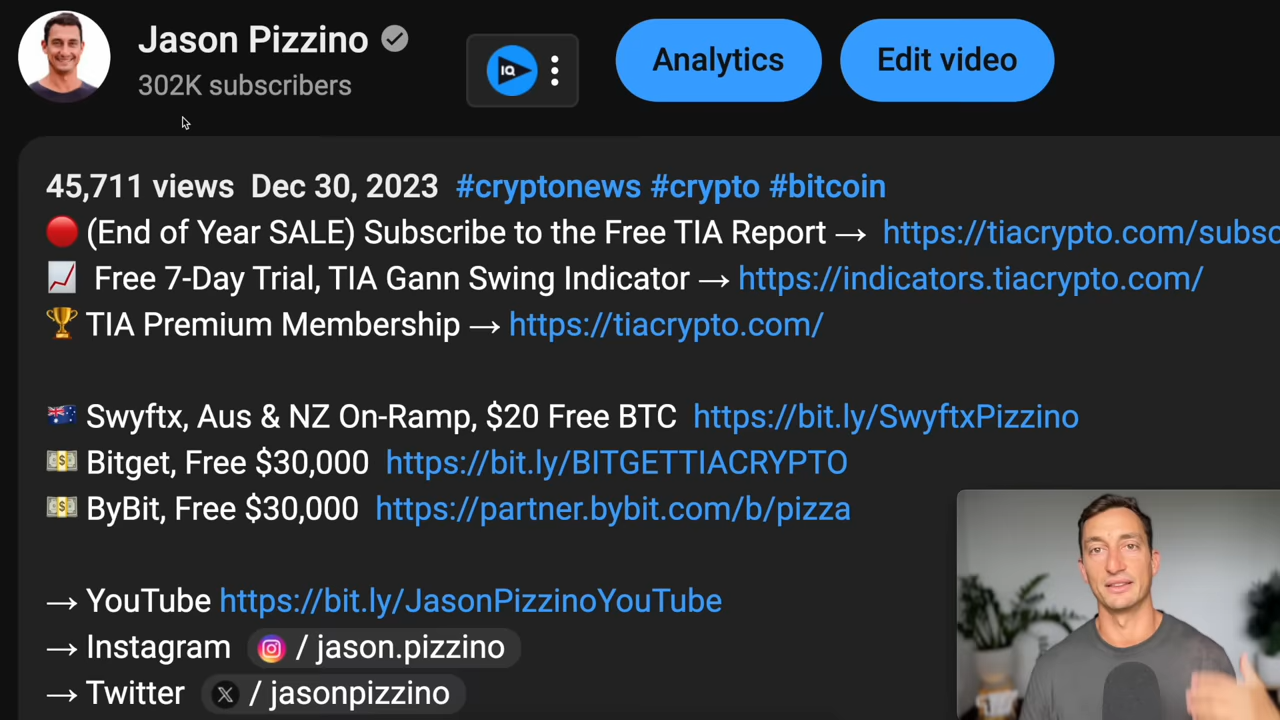 Jason Pizzino
302K subscribers
IQ
Analytics
Edit video
45,711 views Dec 30, 2023 #cryptonews #crypto #bitcoin
(End of Year SALE) Subscribe to the Free TIA Report → https://tiacrypto.com/subsc
Free 7-Day Trial, TIA Gann Swing Indicator → https://indicators.tiacrypto.com/
TIA Premium Membership → https://tiacrypto.com/
Swyftx, Aus & NZ On-Ramp, $20 Free BTC https://bit.ly/SwyftxPizzino
Bitget, Free $30,000 https://bit.ly/BITGETTIACRYPTO
ByBit, Free $30,000 https://partner.bybit.com/b/pizza
→ YouTube https://bit.ly/JasonPizzinoYouTube
→ Instagram / jason.pizzino
→ Twitter / jasonpizzino